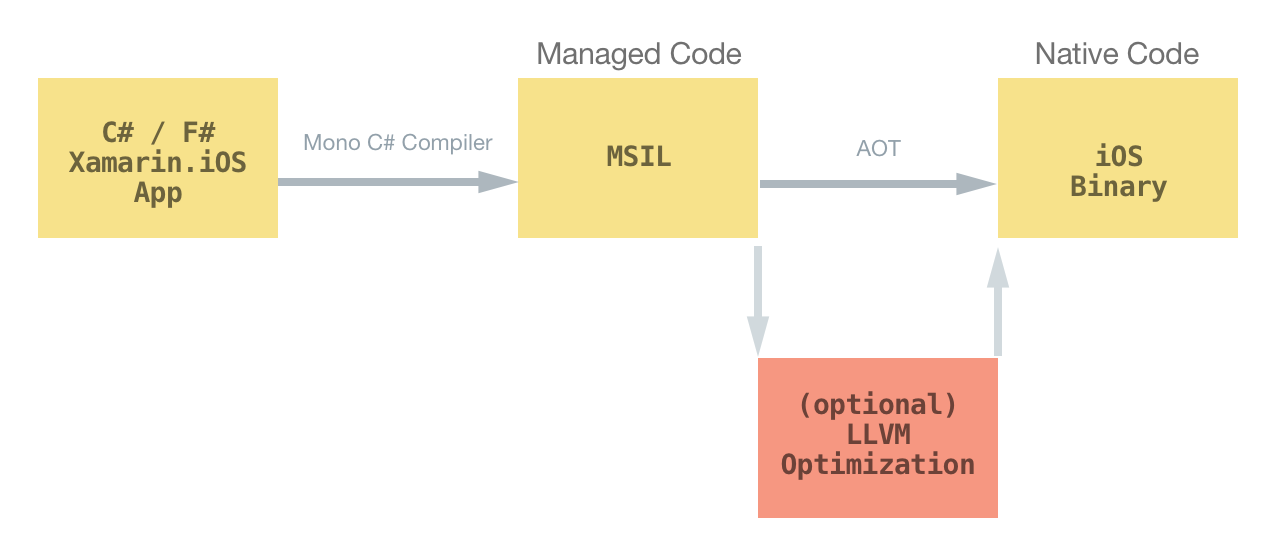 Managed Code
Native Code
C# / F#
Xamarin.iOS
App
Mono C# Compiler
MSIL
AOT
iOS
Binary
(optional)
LLVM
Optimization